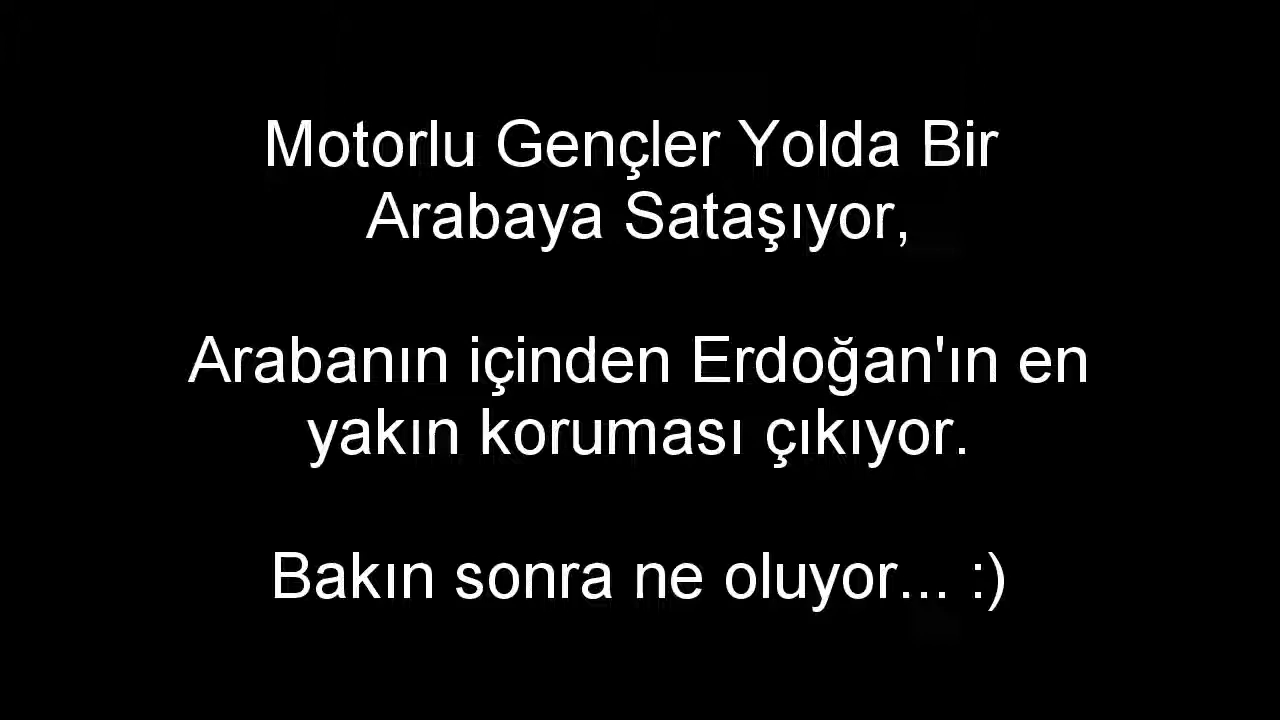 Motorlu Gençler Yolda Bir
Arabaya Sataşıyor,
Arabanın içinden Erdoğan'ın en
yakın koruması çıkıyor.
Bakın sonra ne oluyor... :)